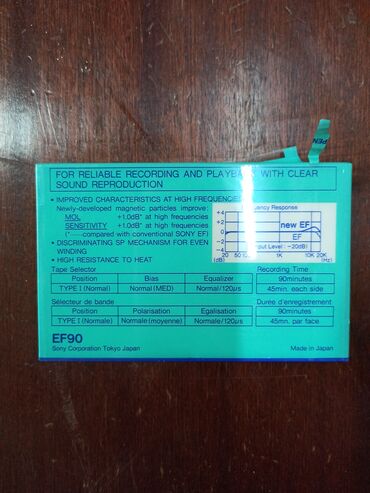 OPEN
FOR RELIABLE RECORDING AND PLAYBACK WITH CLEAR
SOUND REPRODUCTION
• IMPROVED CHARACTERISTICS AT HIGH FREQUENCIES
Newly-developed magnetic particles improve:
MOL +1.0dB* at high frequencies
SENSITIVITY +1.0dB* at high frequencies
(*······compared with conventional SONY EF)
• DISCRIMINATING SP MECHANISM FOR EVEN
WINDING
• HIGH RESISTANCE TO HEAT
Frequency Response
+4
+2
0
-2
-4
(dB)
new EF
EF
Input Level: -20dB
20 50 100 1K 10K 20K
(Hz)
Tape Selector
Position Bias Equalizer
TYPE I (Normal) Normal (MED) Normal/120μs
Recording Time
90minutes
45min. each side
Sélecteur de bande
Position Polarisation Egalisation
TYPE I (Normale) Normale (moyenne) Normale/120μs
Durée d'enregistrement
90minutes
45mn. par face
EF90
Sony Corporation Tokyo Japan
Made in Japan